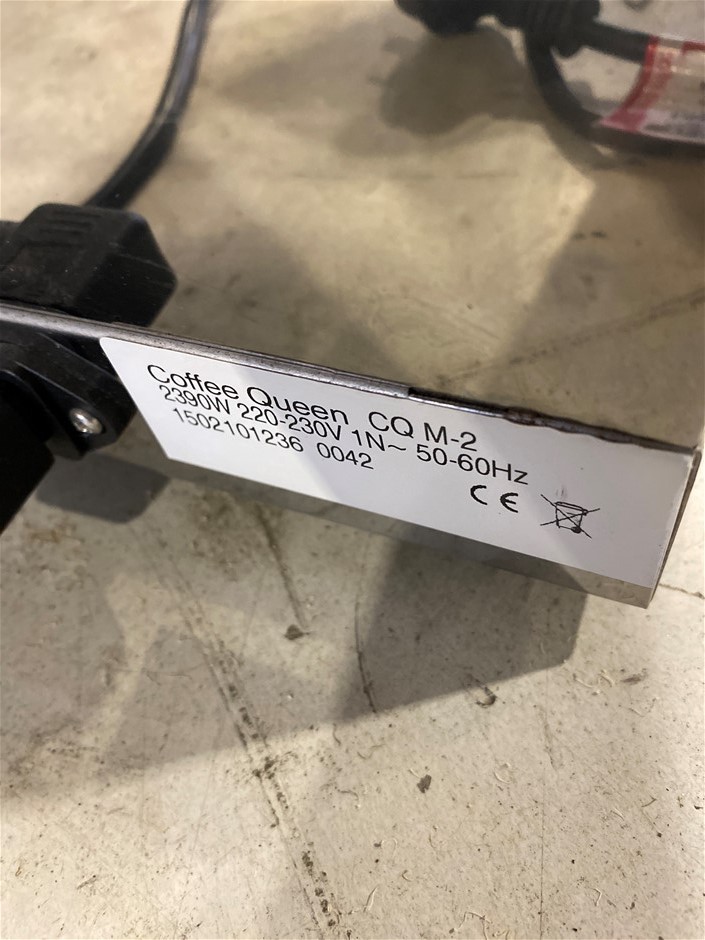 Coffee Queen CQ M-2
2390W 220-230V 1N~ 50-60Hz
1502101236 0042
CE